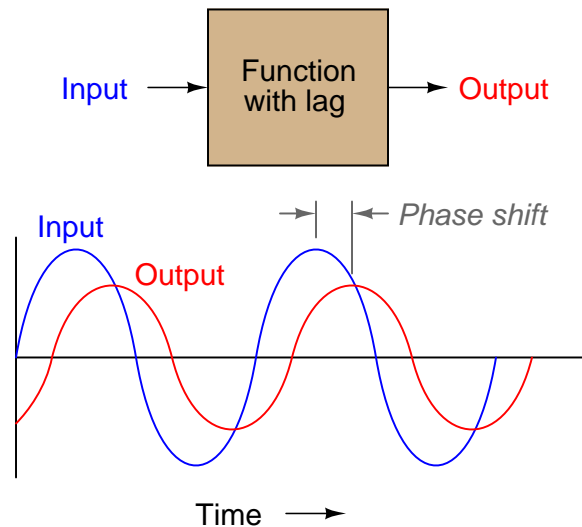 Function
with lag
Input
Output
Phase shift
Input
Output
Time